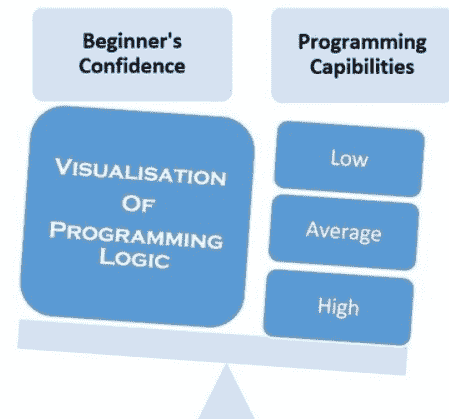 Beginner's
Confidence
Programming
Capibilities
VISUALISATION
OF
PROGRAMMING
LOGIC
Low
Average
High